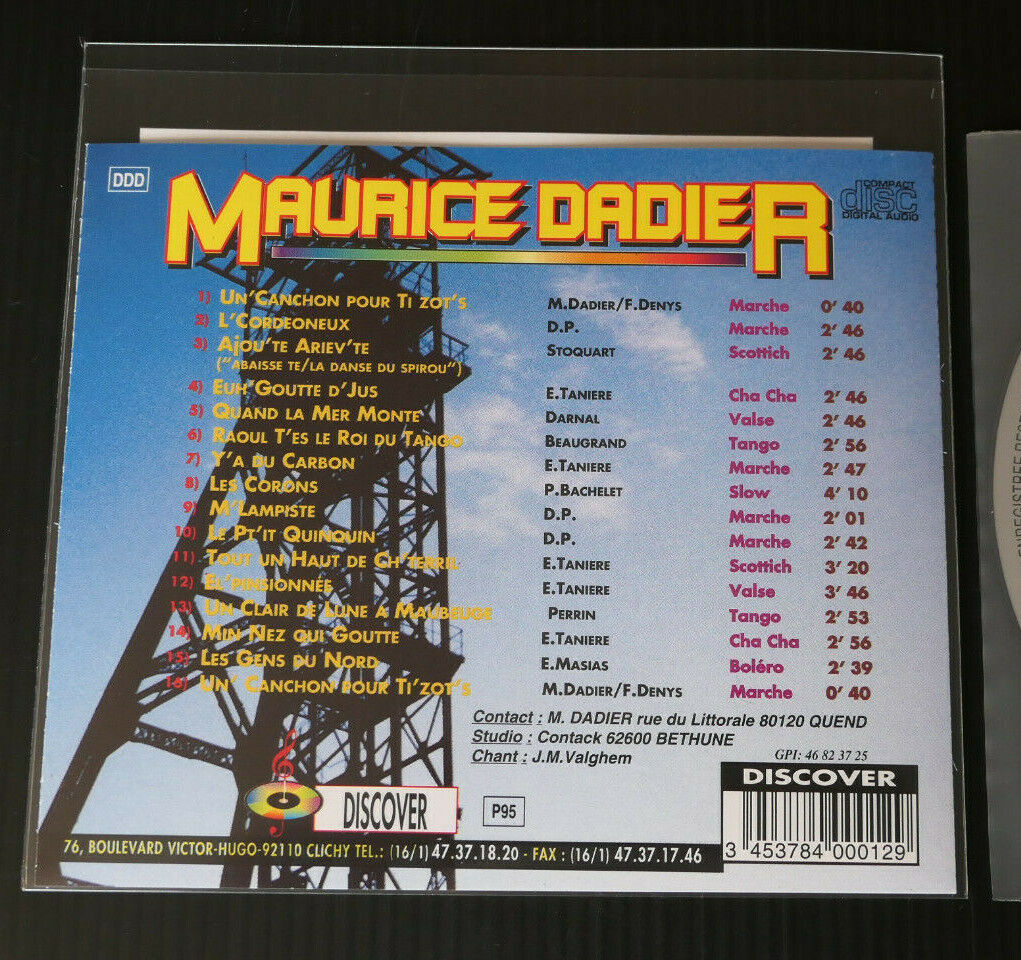 DDD
MAURICE DADIER
COMPACT
disc
DIGITAL AUDIO
1) UN'CANCHON POUR TI ZOT'S M.DADIER/F.DENYS Marche 0' 40
2) L'CORDEONEUX D.P. Marche 2' 46
3) AJOU'TE ARIEV'TE STOQUART Scottich 2' 46
("ABAISSE TE/LA DANSE DU SPIROU")
4) EUH'GOUTTE D'JUS E.TANIERE Cha Cha 2' 46
5) QUAND LA MER MONTE DARNAL Valse 2' 46
6) RAOUL T'ES LE ROI DU TANGO BEAUGRAND Tango 2' 56
7) Y'A DU CARBON E.TANIERE Marche 2' 47
8) LES CORONS P.BACHELET Slow 4' 10
9) M'LAMPISTE D.P. Marche 2' 01
10) LE PT'IT QUINQUIN D.P. Marche 2' 42
11) TOUT UN HAUT DE CH'TERRIL E.TANIERE Scottich 3' 20
12) EL'PINSIONNÉE E.TANIERE Valse 3' 46
13) UN CLAIR DE LUNE A MAUBEUGE PERRIN Tango 2' 53
14) MIN NEZ QUI GOUTTE E.TANIERE Cha Cha 2' 56
15) LES GENS DU NORD E.MASIAS Boléro 2' 39
16) UN' CANCHON POUR TI'ZOT'S M.DADIER/F.DENYS Marche 0' 40
Contact : M. DADIER rue du Littorale 80120 QUEND
Studio : Contack 62600 BETHUNE
Chant : J.M.Valghem
GPI: 46 82 37 25
DISCOVER
DISCOVER
P95
76, BOULEVARD VICTOR-HUGO-92110 CLICHY TEL.: (16/1) 47.37.18.20 - FAX : (16/1) 47.37.17.46
3 453784 000129